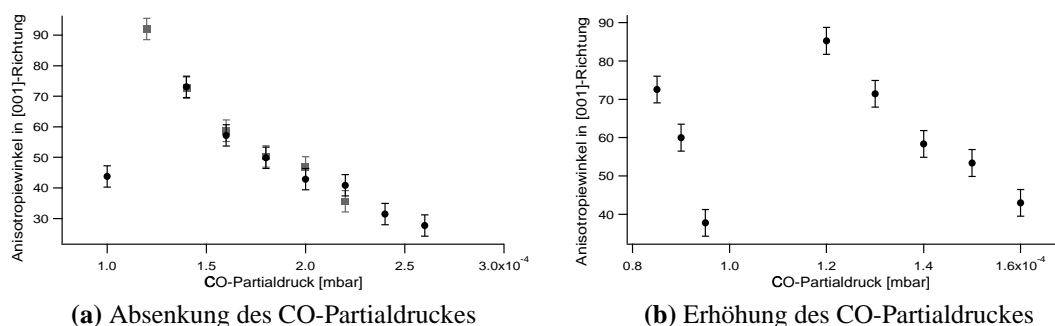 Anisotropiewinkel in [001]-Richtung
90
80
70
60
50
40
30
1.0
1.5
2.0
2.5
3.0x10⁻⁴
CO-Partialdruck [mbar]
(a) Absenkung des CO-Partialdruckes
Anisotropiewinkel in [001]-Richtung
90
80
70
60
50
40
0.8
1.0
1.2
1.4
1.6x10⁻⁴
CO-Partialdruck [mbar]
(b) Erhöhung des CO-Partialdruckes